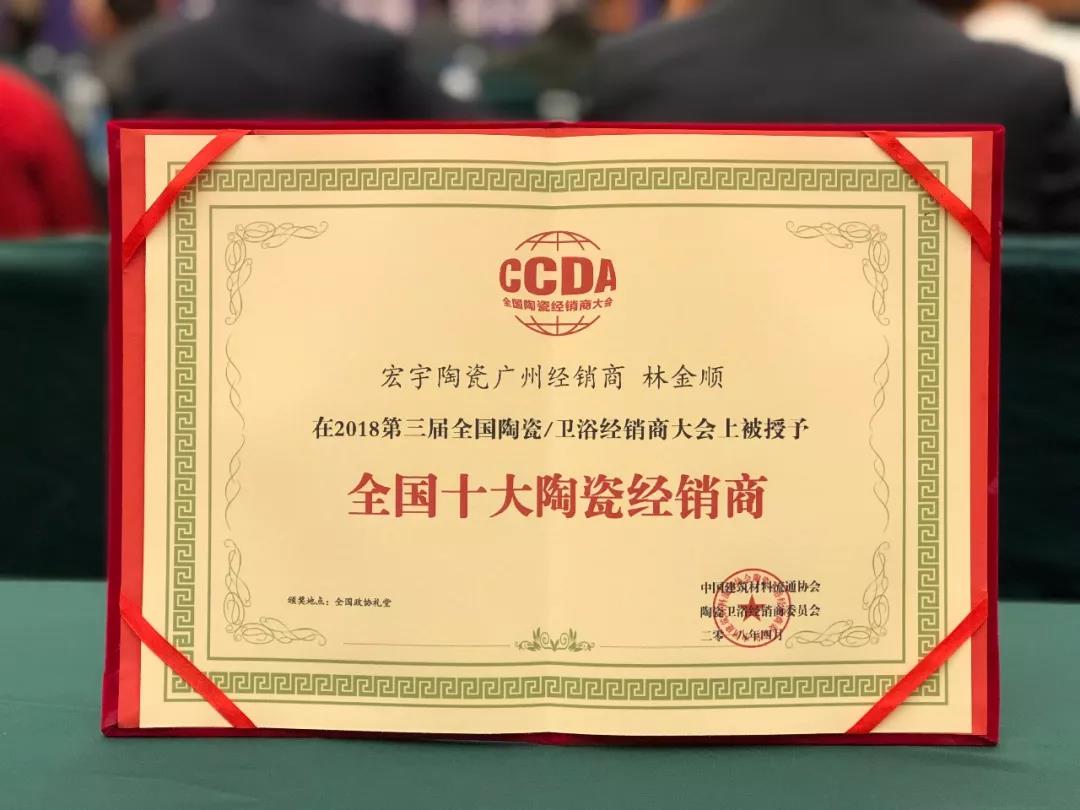 CCDA
全国陶瓷经销商大会
宏宇陶瓷广州经销商 林金顺
在2018第三届全国陶瓷/卫浴经销商大会上被授予
全国十大陶瓷经销商
颁奖地点：全国政协礼堂
中国建筑材料流通协会
陶瓷卫浴经销商委员会
二零一八年四月